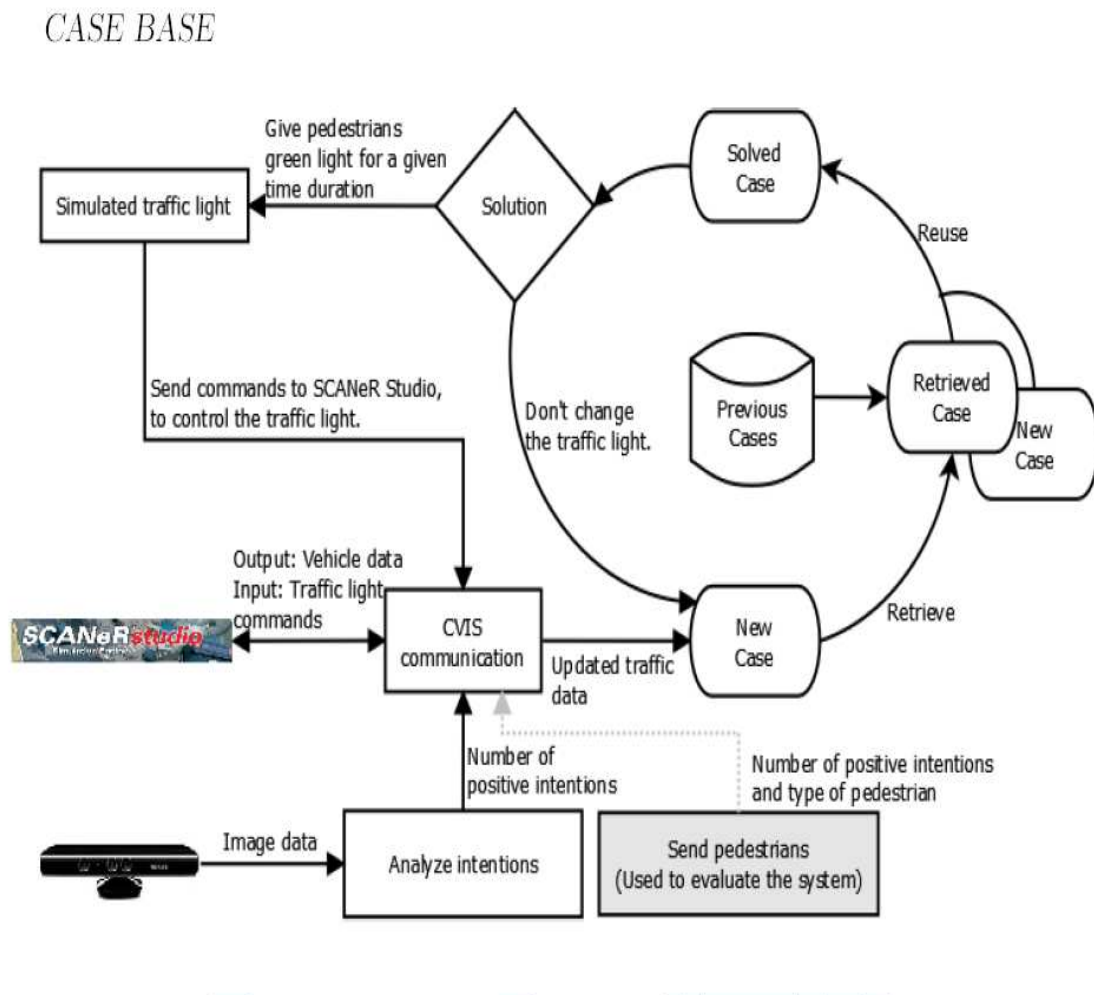 CASE BASE
Give pedestrians
green light for a given
time duration
Simulated traffic light
Solution
Solved
Case
Reuse
Retrieved
Case
New
Case
Previous
Cases
Don't change
the traffic light.
Send commands to SCANeR Studio,
to control the traffic light.
Output: Vehicle data
Input: Traffic light
commands
SCANeRstudio
CVIS
communication
Updated traffic
data
New
Case
Retrieve
Number of
positive intentions
Number of positive intentions
and type of pedestrian
Image data
Analyze intentions
Send pedestrians
(Used to evaluate the system)